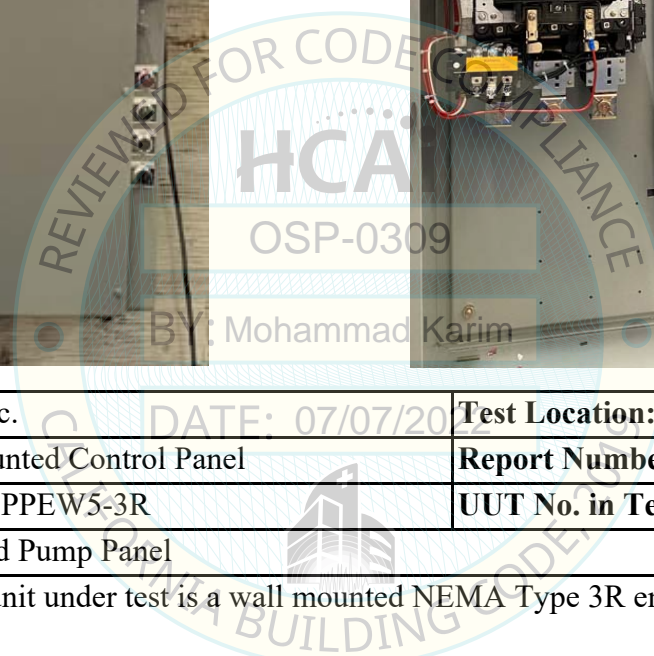 REVIEWED FOR CODE COMPLIANCE
HCAI
OSP-0309
BY: Mohammad Karim
DATE: 07/07/2022
c. Test Location:
unted Control Panel Report Numbe
PPEW5-3R UUT No. in Te
d Pump Panel
unit under test is a wall mounted NEMA Type 3R en
CALIFORNIA BUILDING CODE, 2019